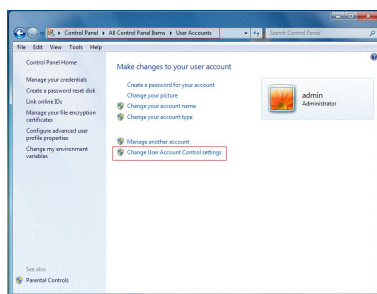 Control Panel ▸ All Control Panel Items ▸ User Accounts
Search Control Panel
File Edit View Tools Help
Control Panel Home
Manage your credentials
Create a password reset disk
Link online IDs
Manage your file encryption
certificates
Configure advanced user
profile properties
Change my environment
variables
See also
Parental Controls
Make changes to your user account
Create a password for your account
Change your picture
Change your account name
Change your account type
Manage another account
Change User Account Control settings
admin
Administrator